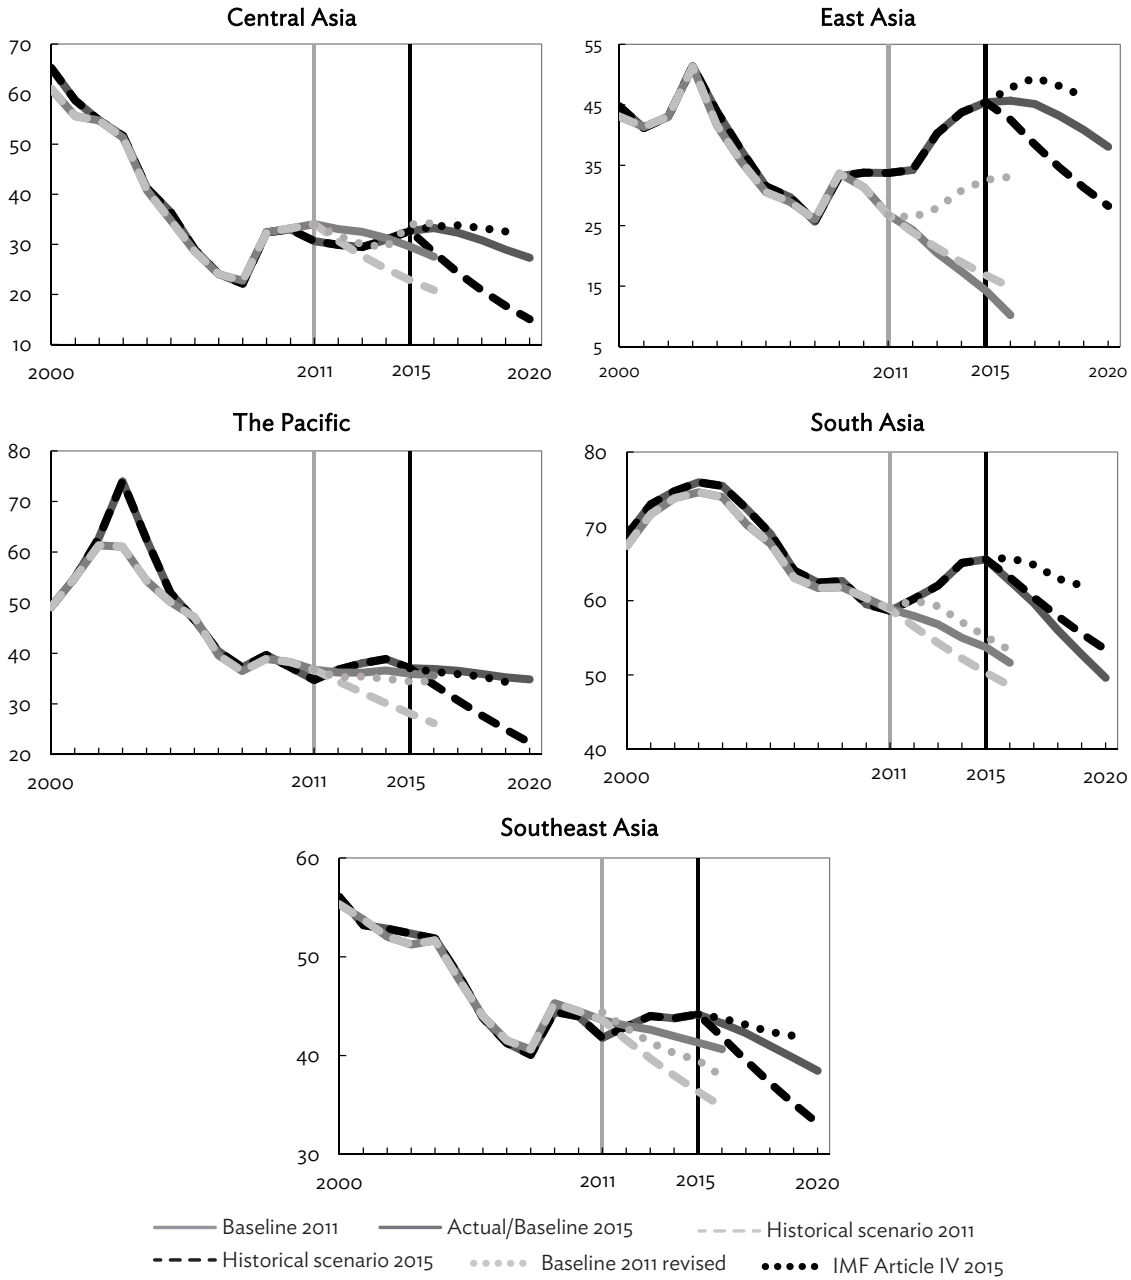 Central Asia
70
60
50
40
30
20
10
2000 2011 2015 2020
East Asia
55
45
35
25
15
5
2000 2011 2015 2020
The Pacific
80
70
60
50
40
30
20
2000 2011 2015 2020
South Asia
80
70
60
50
40
2000 2011 2015 2020
Southeast Asia
60
50
40
30
2000 2011 2015 2020
Baseline 2011 Actual/Baseline 2015 Historical scenario 2011
Historical scenario 2015 Baseline 2011 revised IMF Article IV 2015